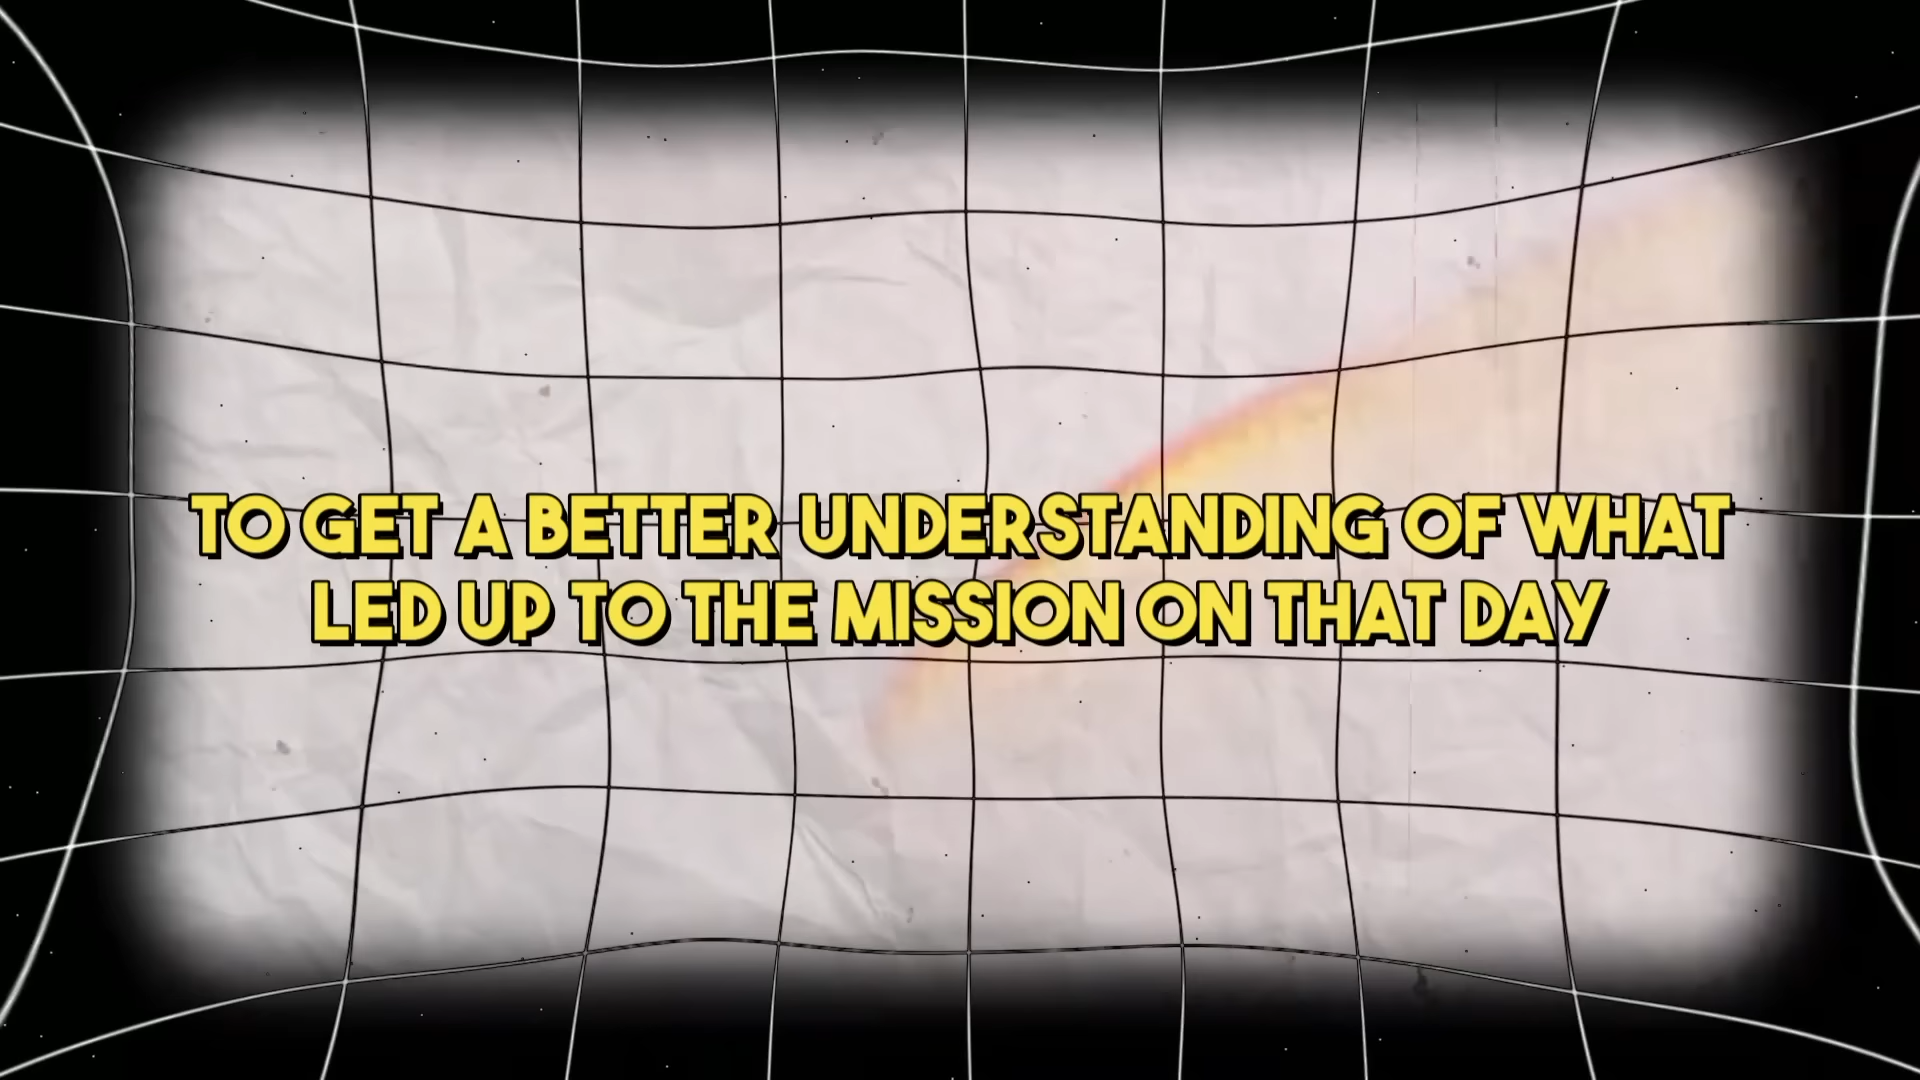 TO GET A BETTER UNDERSTANDING OF WHAT
LED UP TO THE MISSION ON THAT DAY